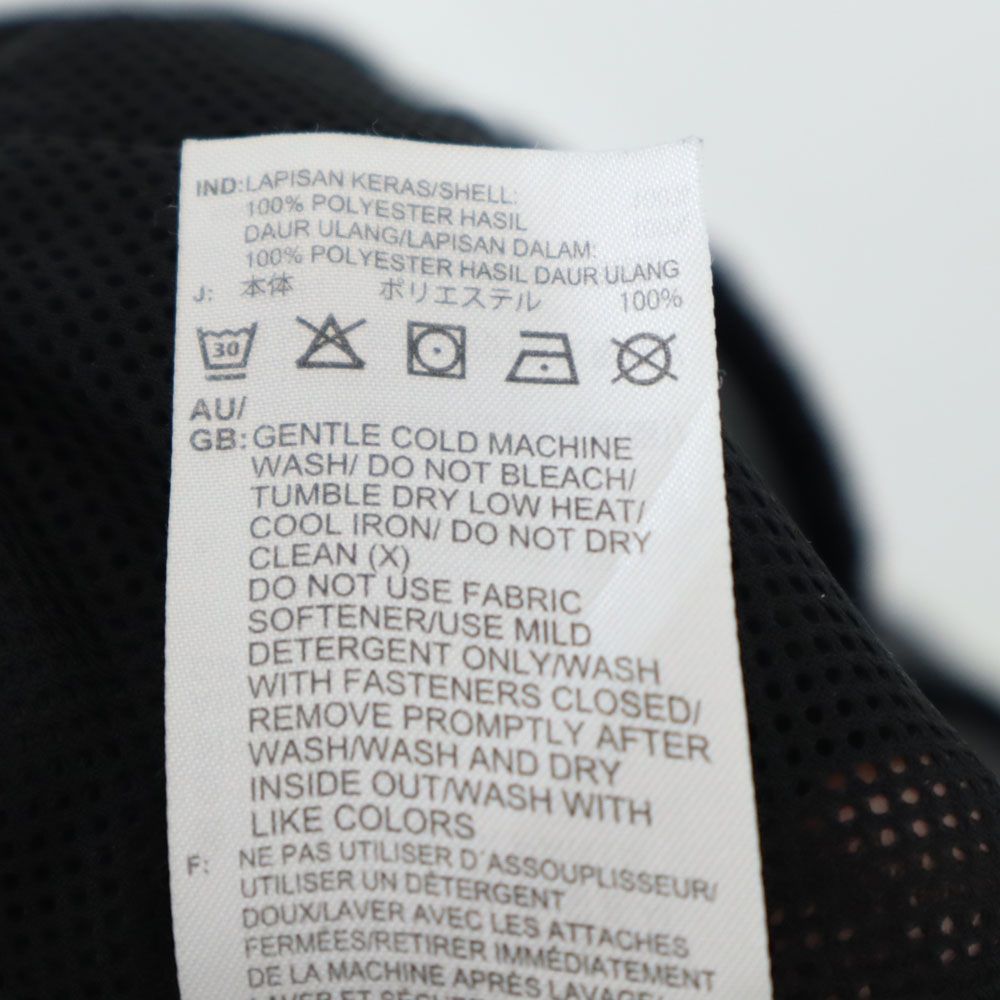 IND: LAPISAN KERAS/SHELL:
100% POLYESTER HASIL
DAUR ULANG/LAPISAN DALAM:
100% POLYESTER HASIL DAUR ULANG
J: 本体 ポリエステル 100%
30
AU/
GB: GENTLE COLD MACHINE
WASH/ DO NOT BLEACH/
TUMBLE DRY LOW HEAT/
COOL IRON/ DO NOT DRY
CLEAN (X)
DO NOT USE FABRIC
SOFTENER/USE MILD
DETERGENT ONLY/WASH
WITH FASTENERS CLOSED/
REMOVE PROMPTLY AFTER
WASH/WASH AND DRY
INSIDE OUT/WASH WITH
LIKE COLORS
F: NE PAS UTILISER D'ASSOUPLISSEUR/
UTILISER UN DÉTERGENT
DOUX/LAVER AVEC LES ATTACHES
FERMÉES/RETIRER IMMÉDIATEMENT
DE LA MACHINE APRÈS LAVAGE/
LAVER ET SÉCHER